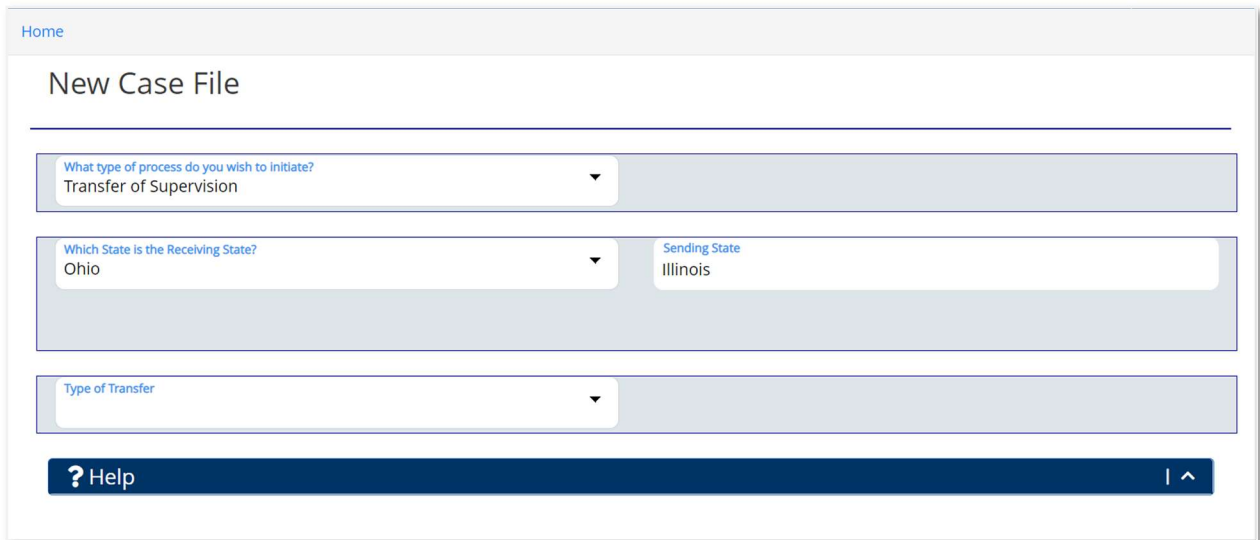 Home
New Case File
What type of process do you wish to initiate?
Transfer of Supervision
Which State is the Receiving State?
Ohio
Sending State
Illinois
Type of Transfer
? Help